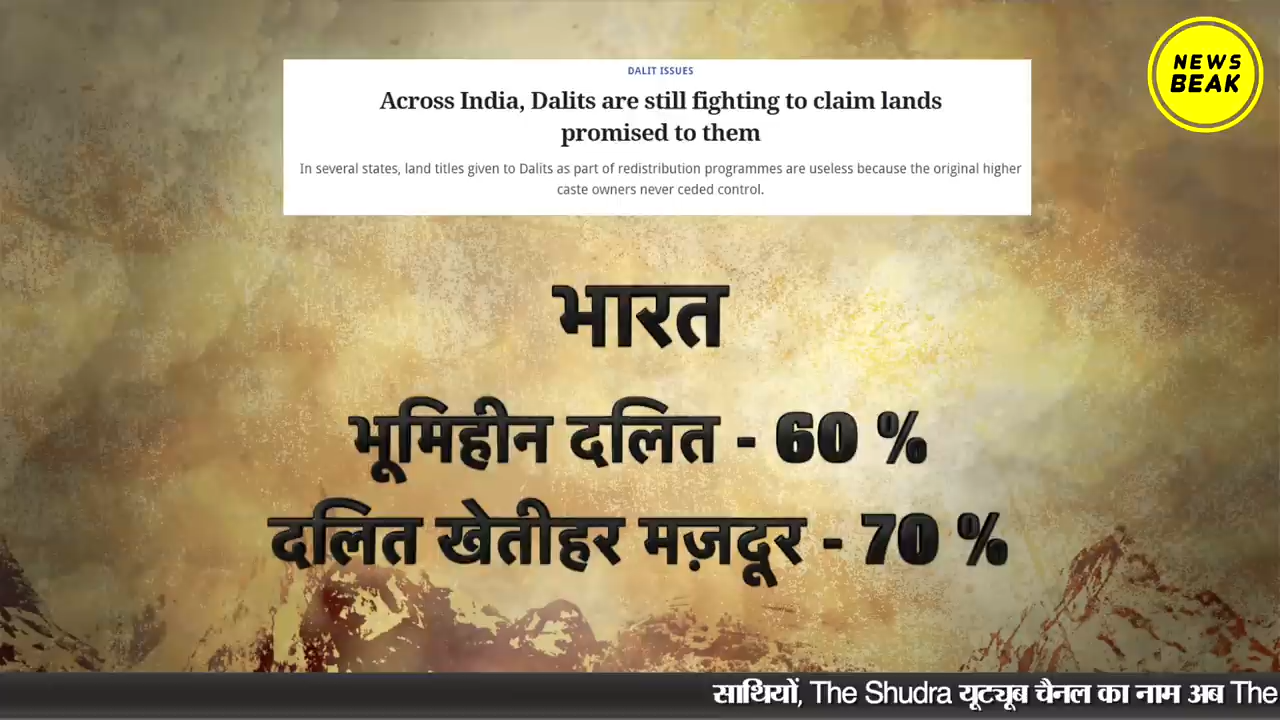 NEWS
BEAK
DALIT ISSUES
Across India, Dalits are still fighting to claim lands
promised to them
In several states, land titles given to Dalits as part of redistribution programmes are useless because the original higher
caste owners never ceded control.
भारत
भूमिहीन दलित - 60 %
दलित खेतीहर मज़दूर - 70 %
साथियों, The Shudra यूट्यूब चैनल का नाम अब The